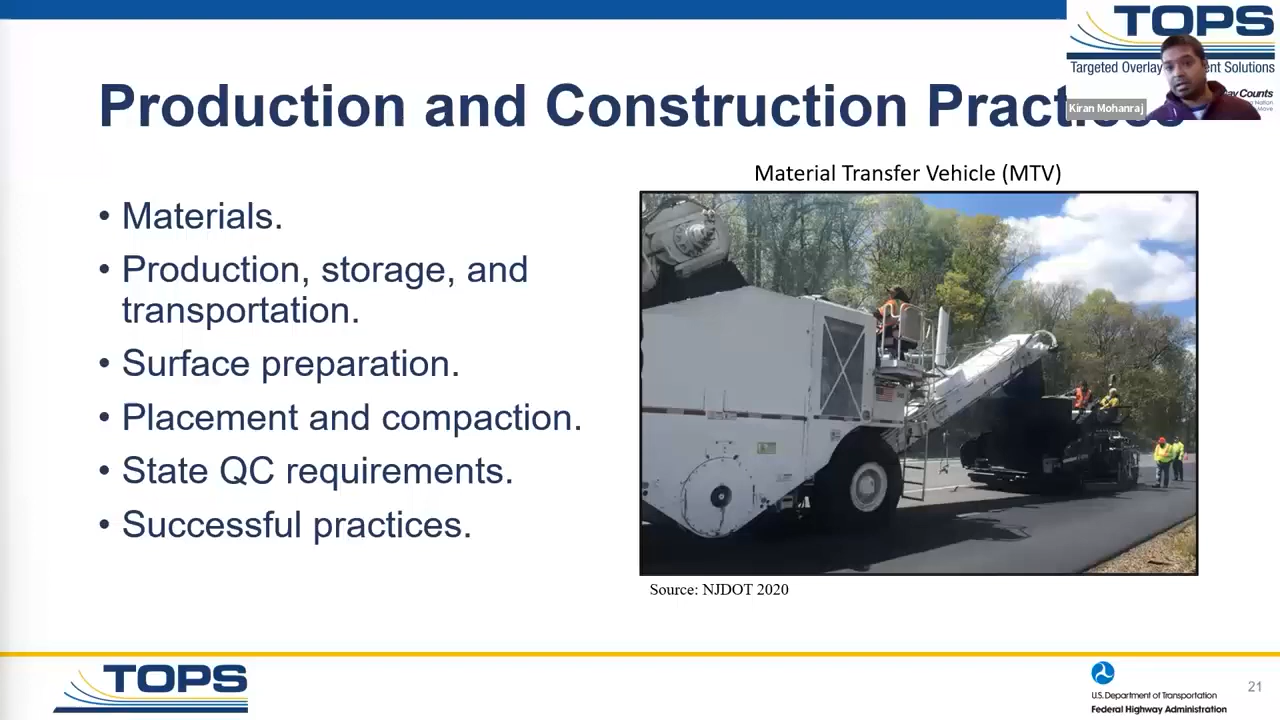 TOPS
Targeted Overlay ent Solutions
ay Counts
Kiran Mohanraj
Production and Construction Practices
Material Transfer Vehicle (MTV)
• Materials.
• Production, storage, and
transportation.
• Surface preparation.
• Placement and compaction.
• State QC requirements.
• Successful practices.
Source: NJDOT 2020
TOPS
U.S. Department of Transportation
Federal Highway Administration
21